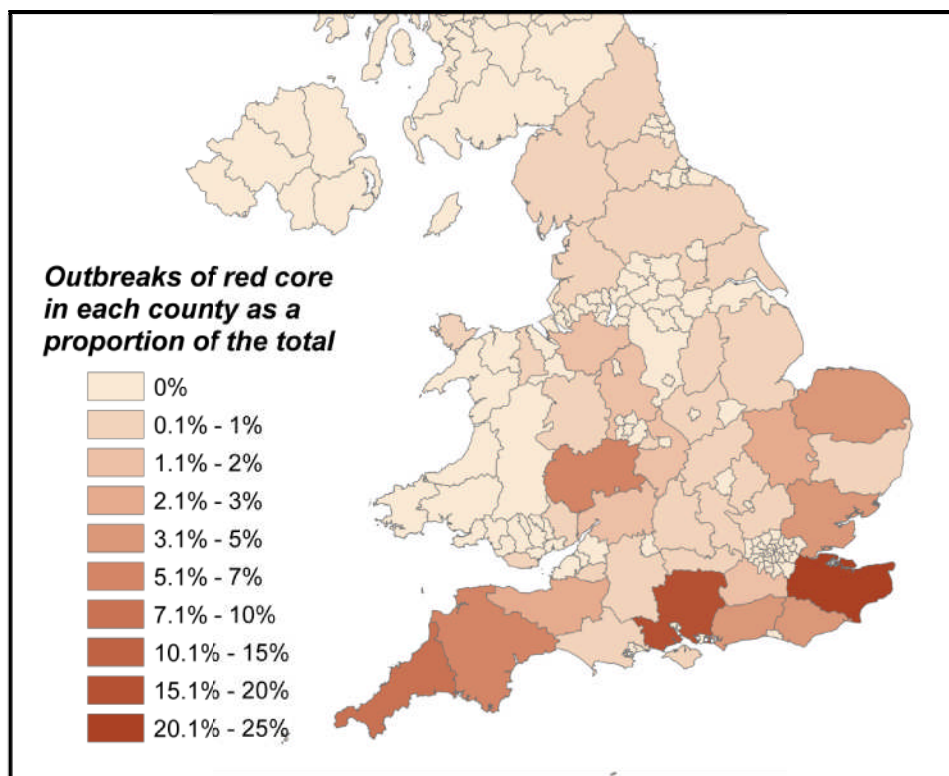 Outbreaks of red core
in each county as a
proportion of the total
0%
0.1% - 1%
1.1% - 2%
2.1% - 3%
3.1% - 5%
5.1% - 7%
7.1% - 10%
10.1% - 15%
15.1% - 20%
20.1% - 25%